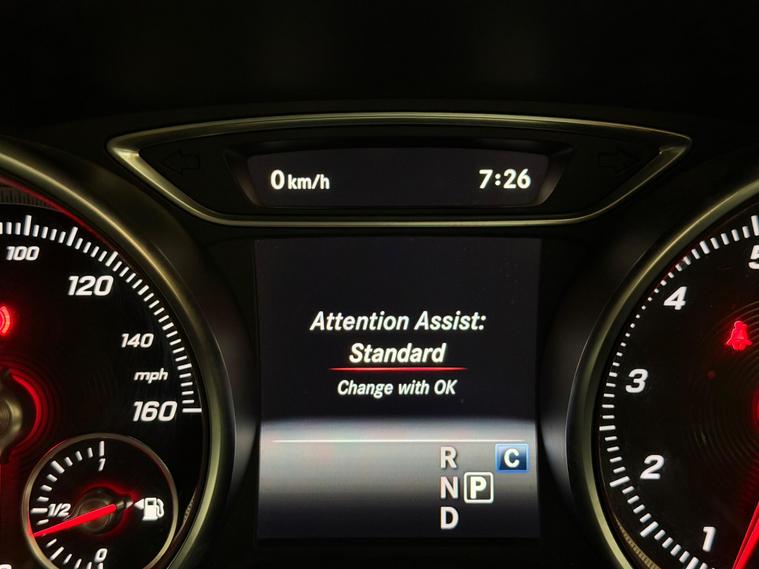 0 km/h 7:26
100
120
140
mph
160
Attention Assist:
Standard
Change with OK
R C
N P
D
1
1/2
0
5
4
3
2
1